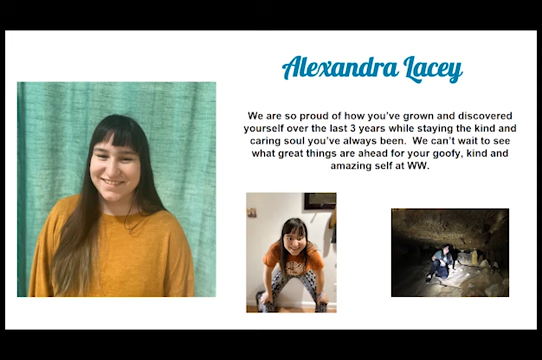 Alexandra Lacey
We are so proud of how you've grown and discovered
yourself over the last 3 years while staying the kind and
caring soul you've always been. We can't wait to see
what great things are ahead for your goofy, kind and
amazing self at WW.